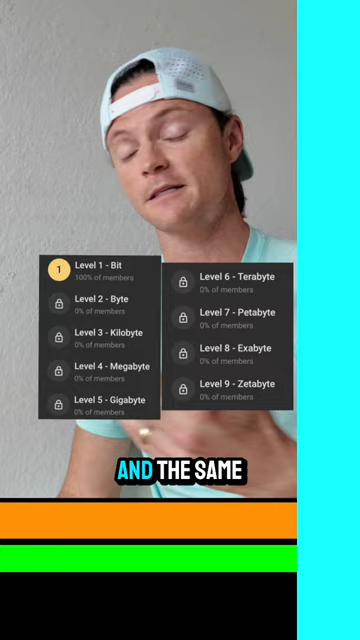 1
Level 1 - Bit
100% of members
Level 2 - Byte
0% of members
Level 3 - Kilobyte
0% of members
Level 4 - Megabyte
0% of members
Level 5 - Gigabyte
0% of members
Level 6 - Terabyte
0% of members
Level 7 - Petabyte
0% of members
Level 8 - Exabyte
0% of members
Level 9 - Zetabyte
0% of members
AND THE SAME